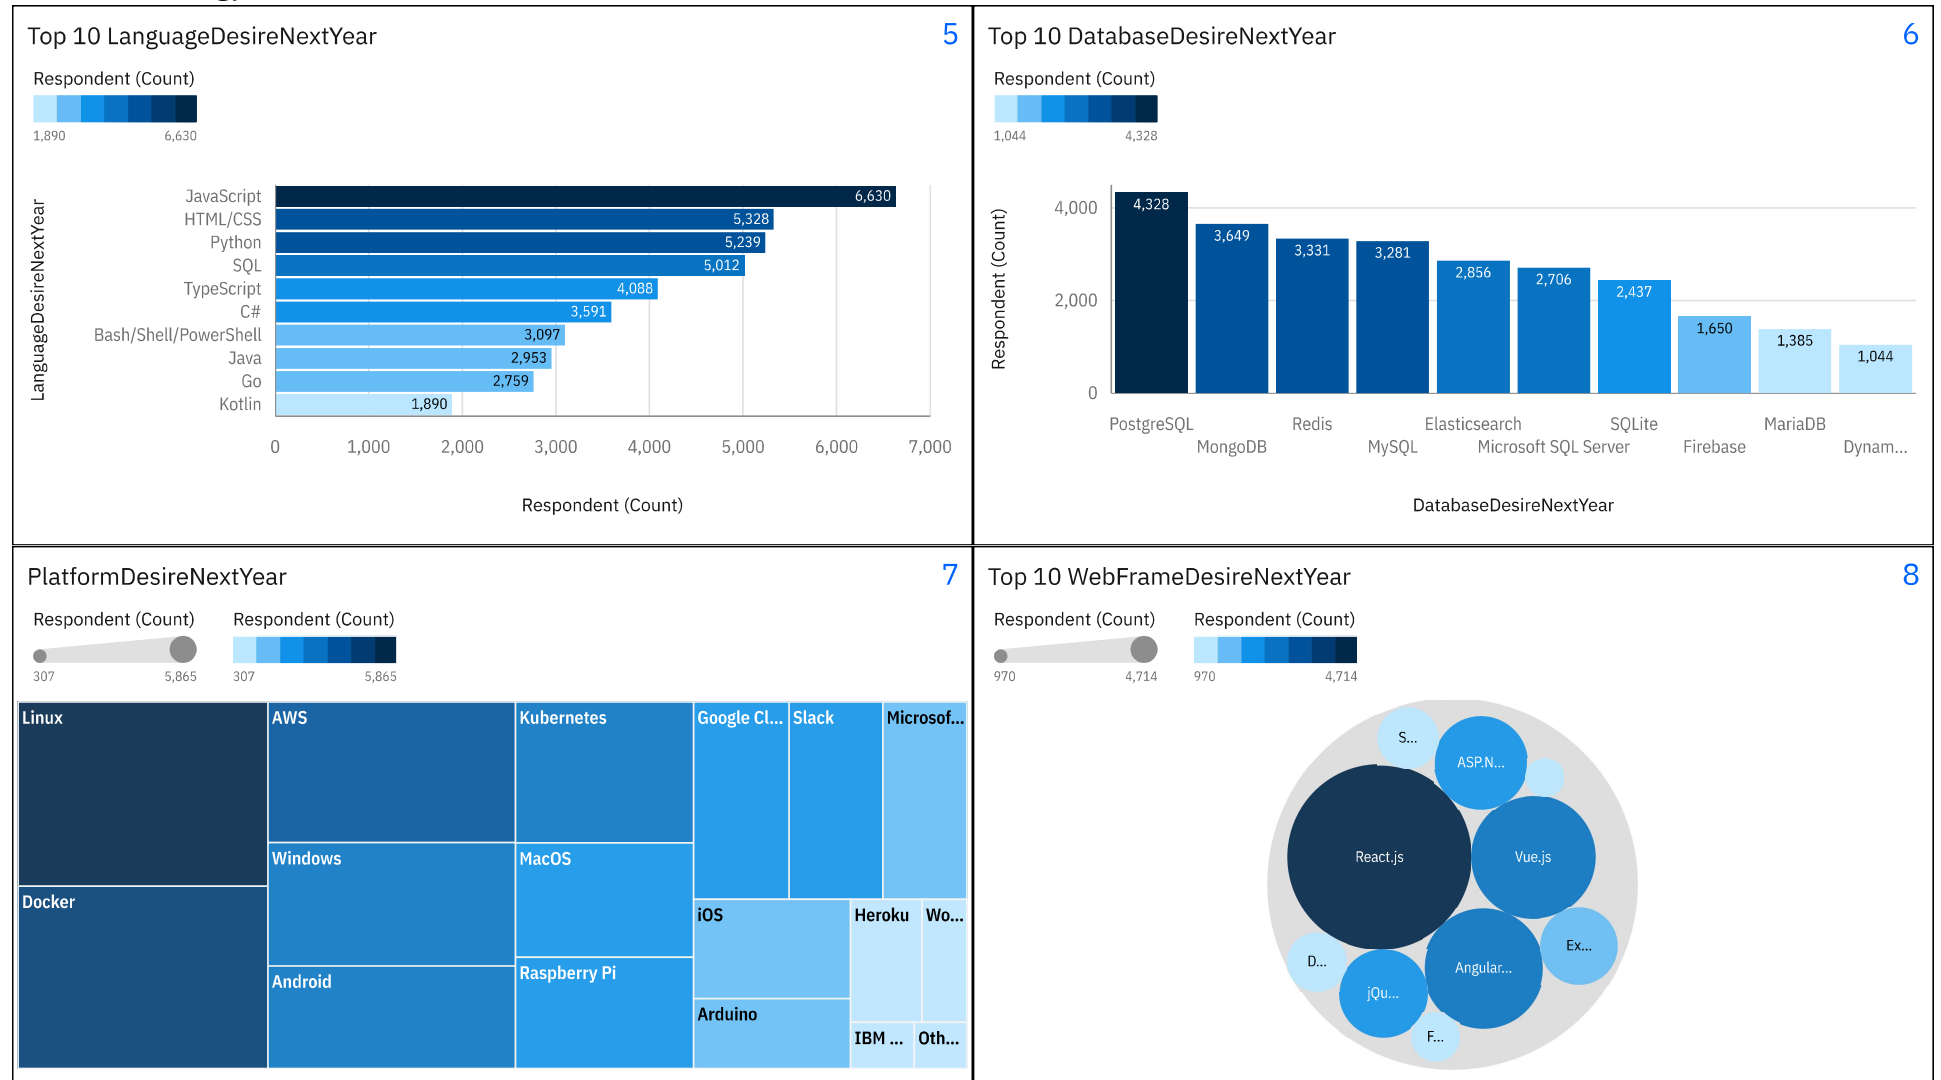 Top 10 LanguageDesireNextYear
5
Respondent (Count)
1,890 6,630
LanguageDesireNextYear
JavaScript 6,630
HTML/CSS 5,328
Python 5,239
SQL 5,012
TypeScript 4,088
C# 3,591
Bash/Shell/PowerShell 3,097
Java 2,953
Go 2,759
Kotlin 1,890
0 1,000 2,000 3,000 4,000 5,000 6,000 7,000
Respondent (Count)
Top 10 DatabaseDesireNextYear
6
Respondent (Count)
1,044 4,328
Respondent (Count)
4,000
2,000
0
4,328 3,649 3,331 3,281 2,856 2,706 2,437 1,650 1,385 1,044
PostgreSQL Redis Elasticsearch SQLite MariaDB
MongoDB MySQL Microsoft SQL Server Firebase Dynam...
DatabaseDesireNextYear
PlatformDesireNextYear
7
Respondent (Count) Respondent (Count)
307 5,865 307 5,865
Linux
Docker
AWS
Windows
Android
Kubernetes
MacOS
Raspberry Pi
Google Cl...
Slack
Microsof...
iOS
Arduino
Heroku
Wo...
IBM ...
Oth...
Top 10 WebFrameDesireNextYear
8
Respondent (Count) Respondent (Count)
970 4,714 970 4,714
S...
ASP.N...
React.js
Vue.js
Ex...
D...
Angular...
jQu...
F...